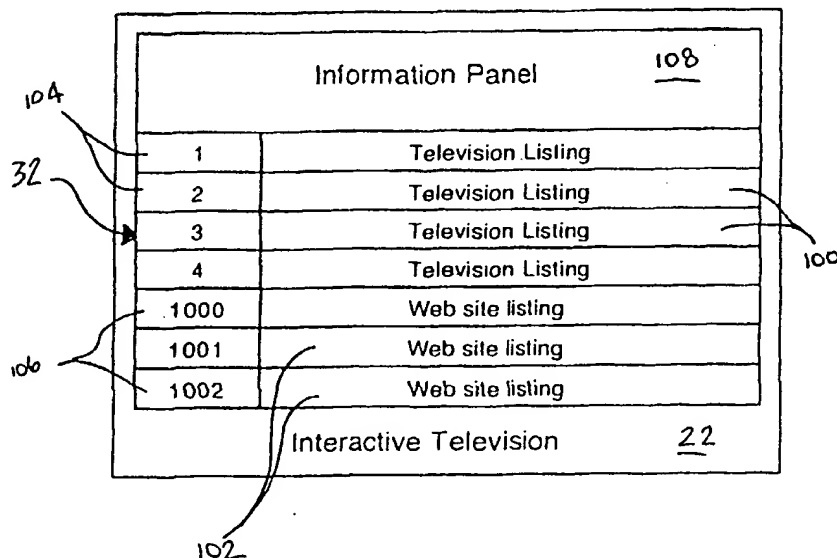 Information Panel 108
104
1 Television Listing
32
2 Television Listing
3 Television Listing
100
4 Television Listing
1000 Web site listing
106
1001 Web site listing
1002 Web site listing
Interactive Television 22
102